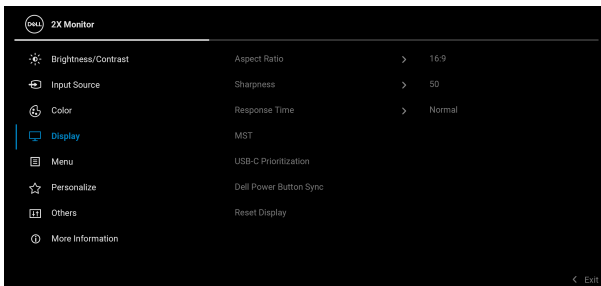 DELL 2X Monitor
Brightness/Contrast Aspect Ratio > 16:9
Input Source Sharpness > 50
Color Response Time > Normal
Display MST
Menu USB-C Prioritization
Personalize Dell Power Button Sync
Others Reset Display
More Information
< Exit